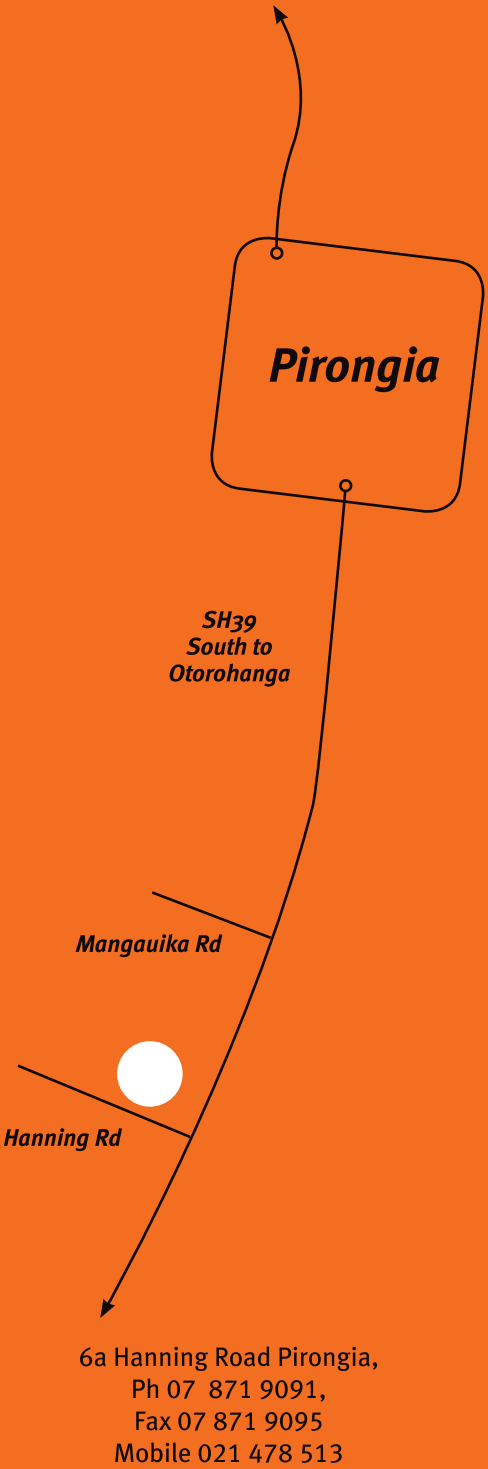 Pirongia
SH39
South to
Otorohanga
Mangauika Rd
Hanning Rd
6a Hanning Road Pirongia,
Ph 07  871 9091,
Fax 07 871 9095
Mobile 021 478 513